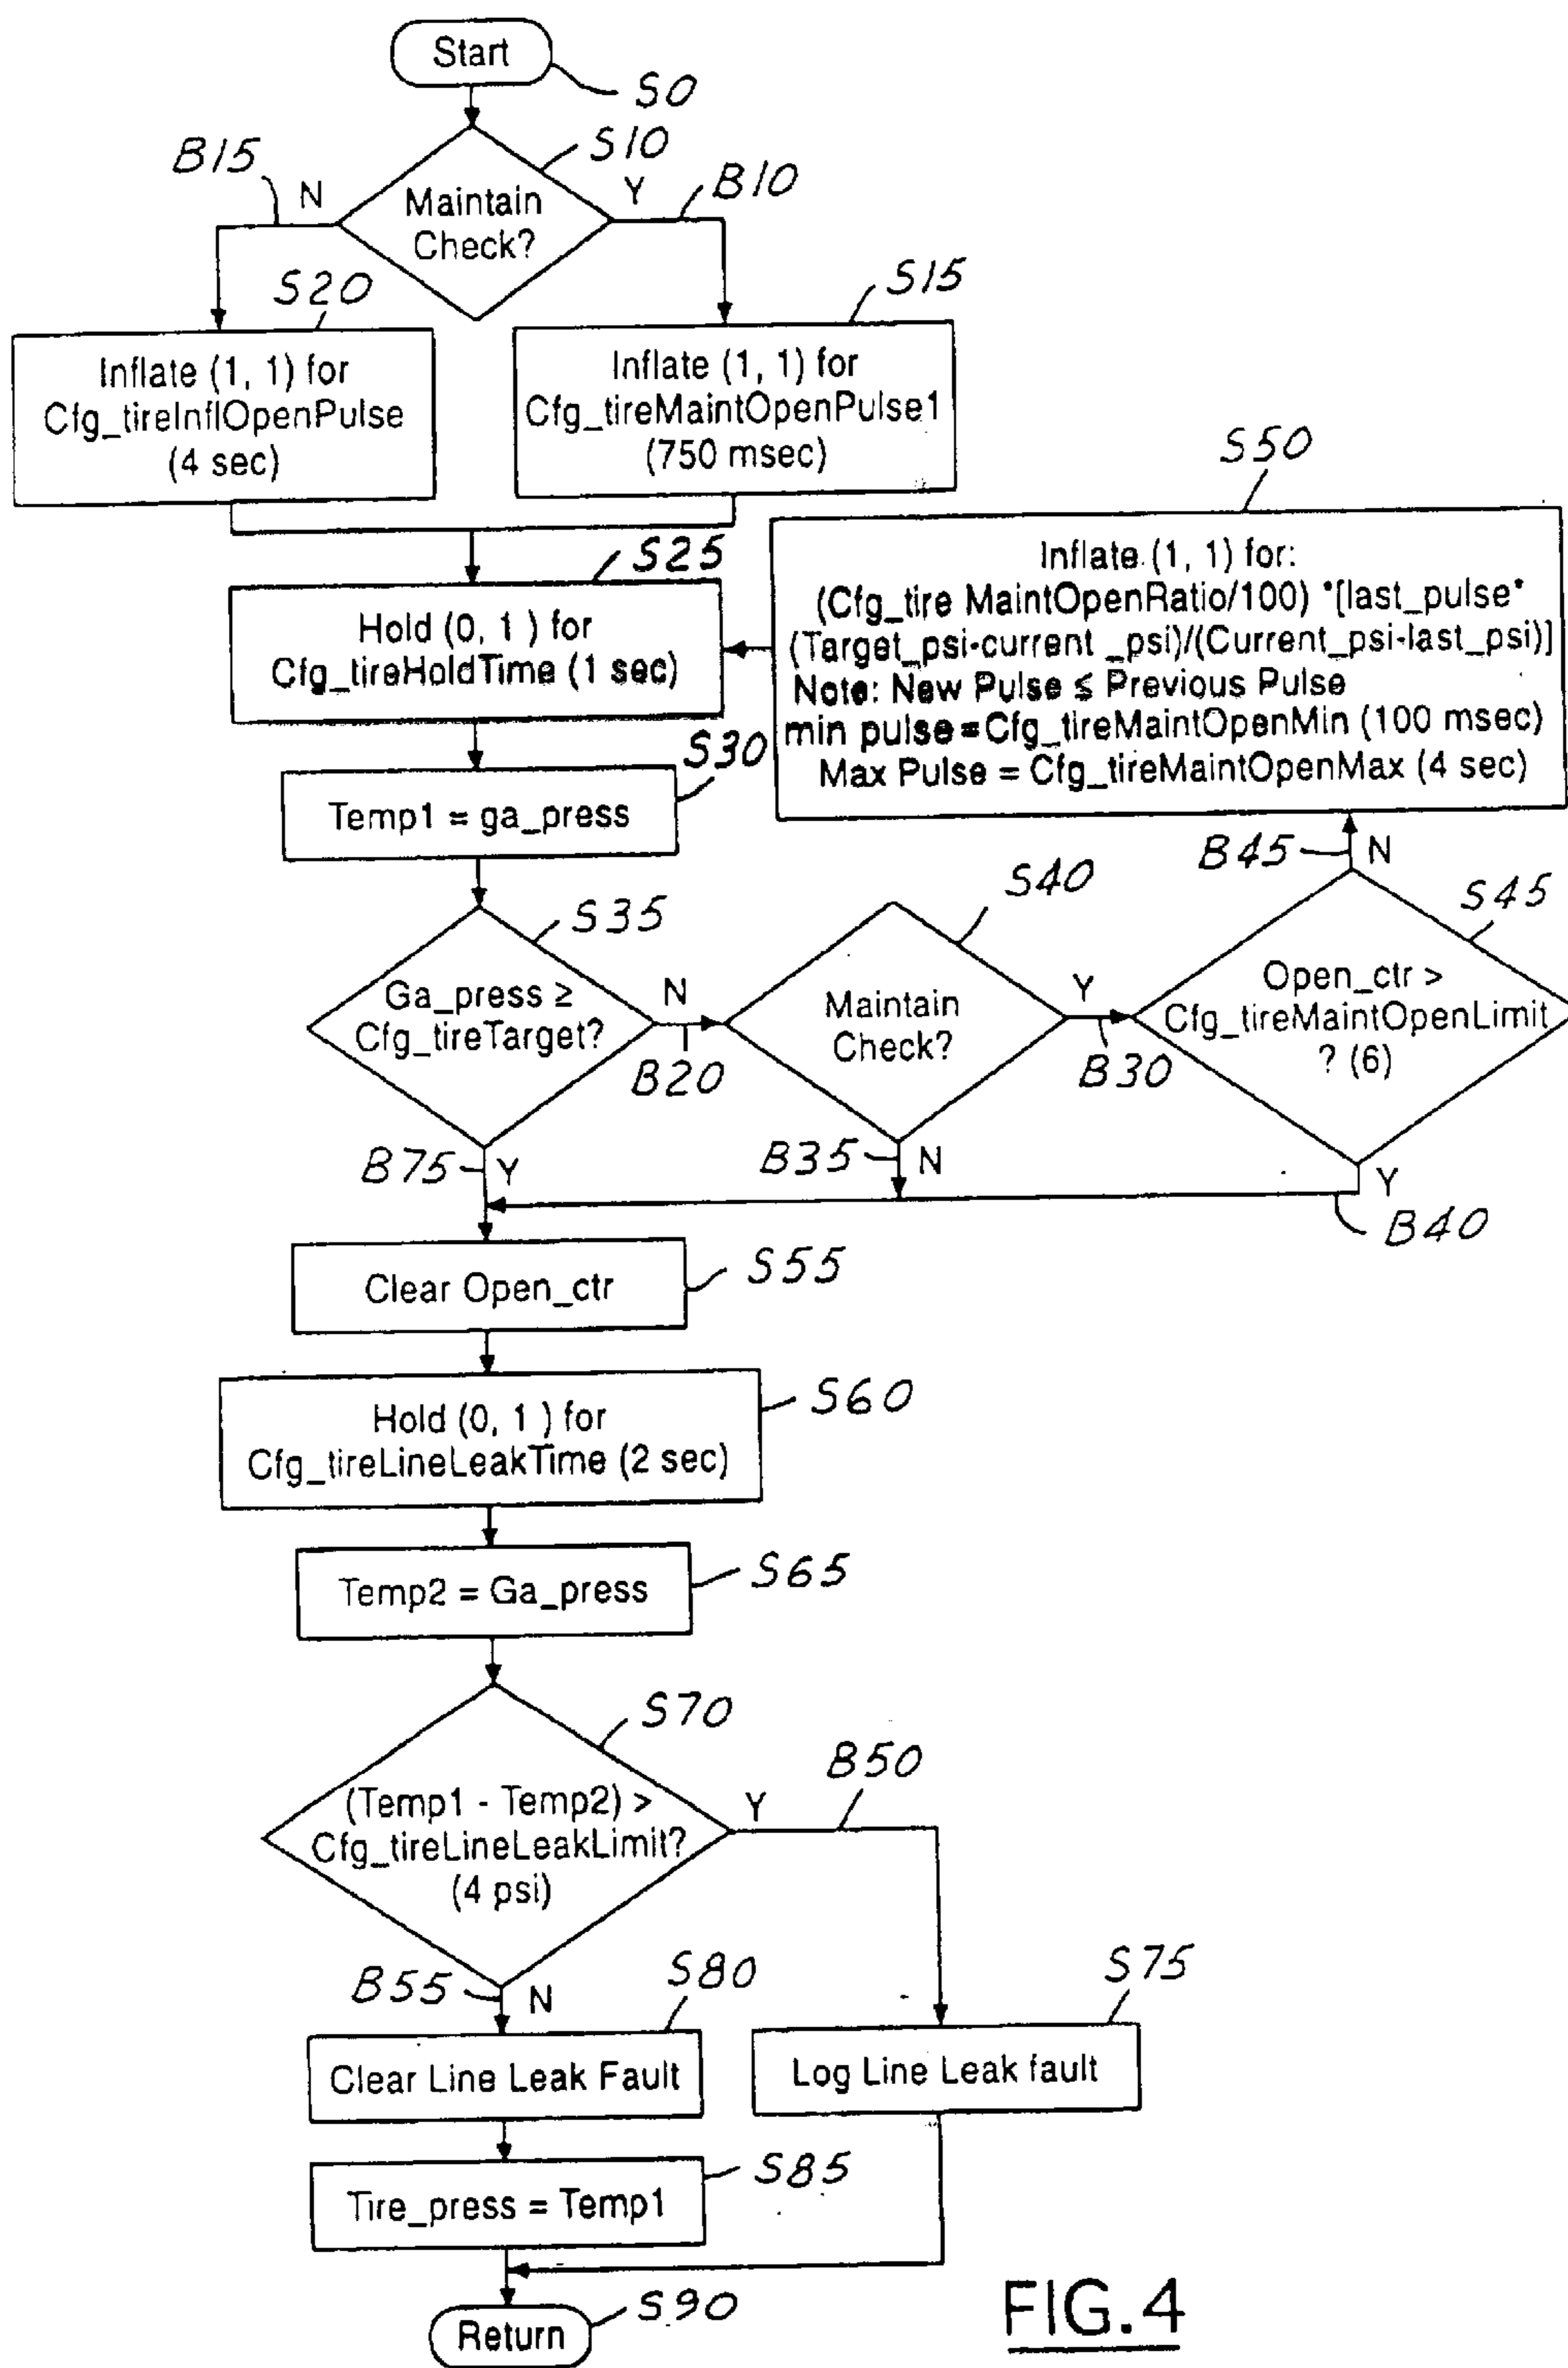 Start
S0
S10
B15
N
Maintain
Check?
Y
B10
S20
S15
Inflate (1, 1) for
Cfg_tireInflOpenPulse
(4 sec)
Inflate (1, 1) for
Cfg_tireMaintOpenPulse1
(750 msec)
S50
Inflate (1, 1) for:
(Cfg_tire MaintOpenRatio/100) *[last_pulse*
(Target_psi-current _psi)/(Current_psi-last_psi)]
Note: New Pulse ≤ Previous Pulse
min pulse = Cfg_tireMaintOpenMin (100 msec)
Max Pulse = Cfg_tireMaintOpenMax (4 sec)
S25
Hold (0, 1 ) for
Cfg_tireHoldTime (1 sec)
S30
Temp1 = ga_press
S35
Ga_press ≥
Cfg_tireTarget?
N
B20
S40
Maintain
Check?
Y
B30
B45
N
S45
Open_ctr >
Cfg_tireMaintOpenLimit
? (6)
B75
Y
B35
N
Y
B40
Clear Open_ctr
S55
Hold (0, 1 ) for
Cfg_tireLineLeakTime (2 sec)
S60
Temp2 = Ga_press
S65
S70
(Temp1 - Temp2) >
Cfg_tireLineLeakLimit?
(4 psi)
Y
B50
B55
N
S80
Clear Line Leak Fault
S75
Log Line Leak fault
Tire_press = Temp1
S85
Return
S90
FIG.4